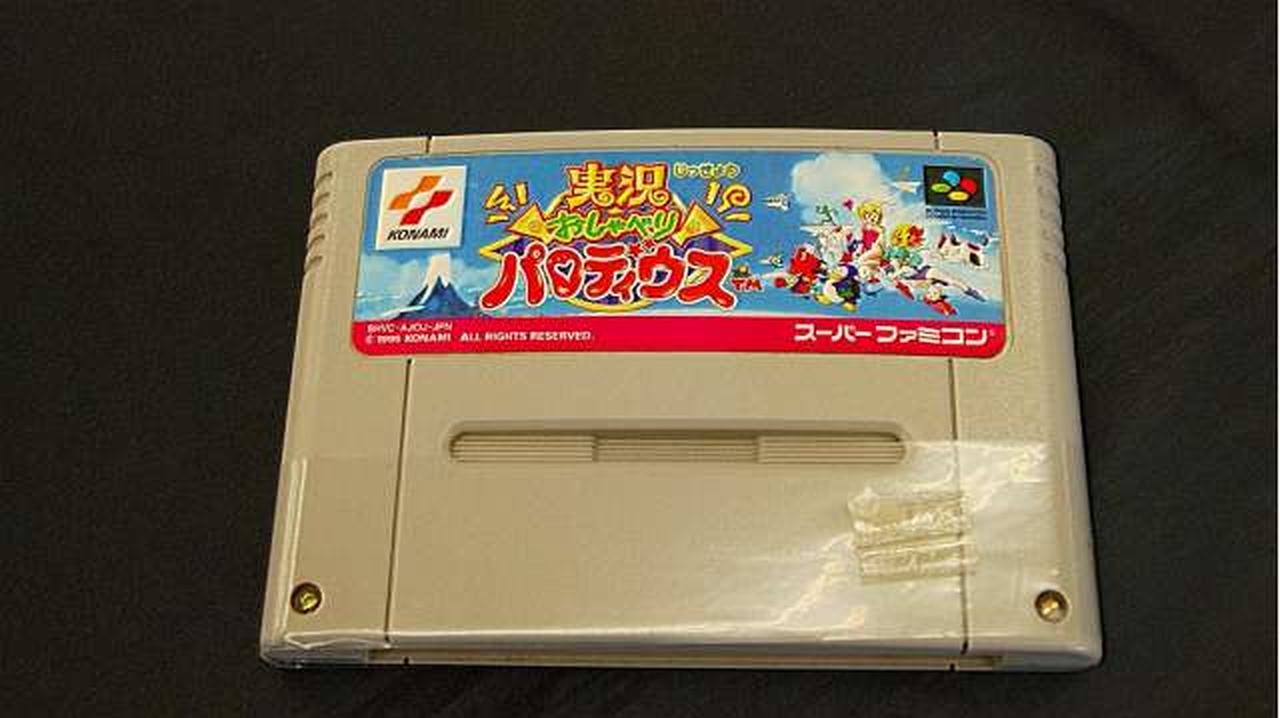 KONAMI
実況
じっきょう
おしゃべり
パロディウス
TM
SHVC-AJOJ-JPN
© 1995 KONAMI ALL RIGHTS RESERVED.
スーパーファミコン